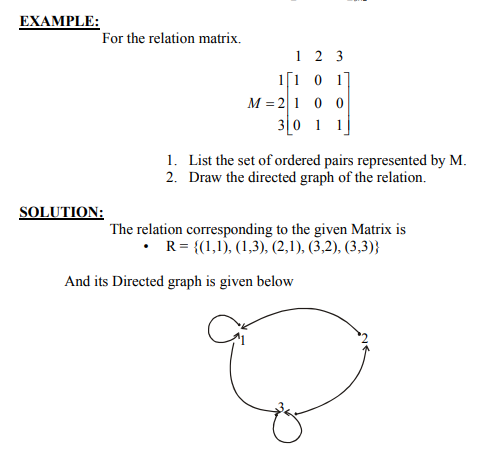 EXAMPLE:
For the relation matrix.
1 2 3
1 1 0 1
M = 2 1 0 0
3 0 1 1
1. List the set of ordered pairs represented by M.
2. Draw the directed graph of the relation.
SOLUTION:
The relation corresponding to the given Matrix is
• R = {(1,1), (1,3), (2,1), (3,2), (3,3)}
And its Directed graph is given below
2
1
3